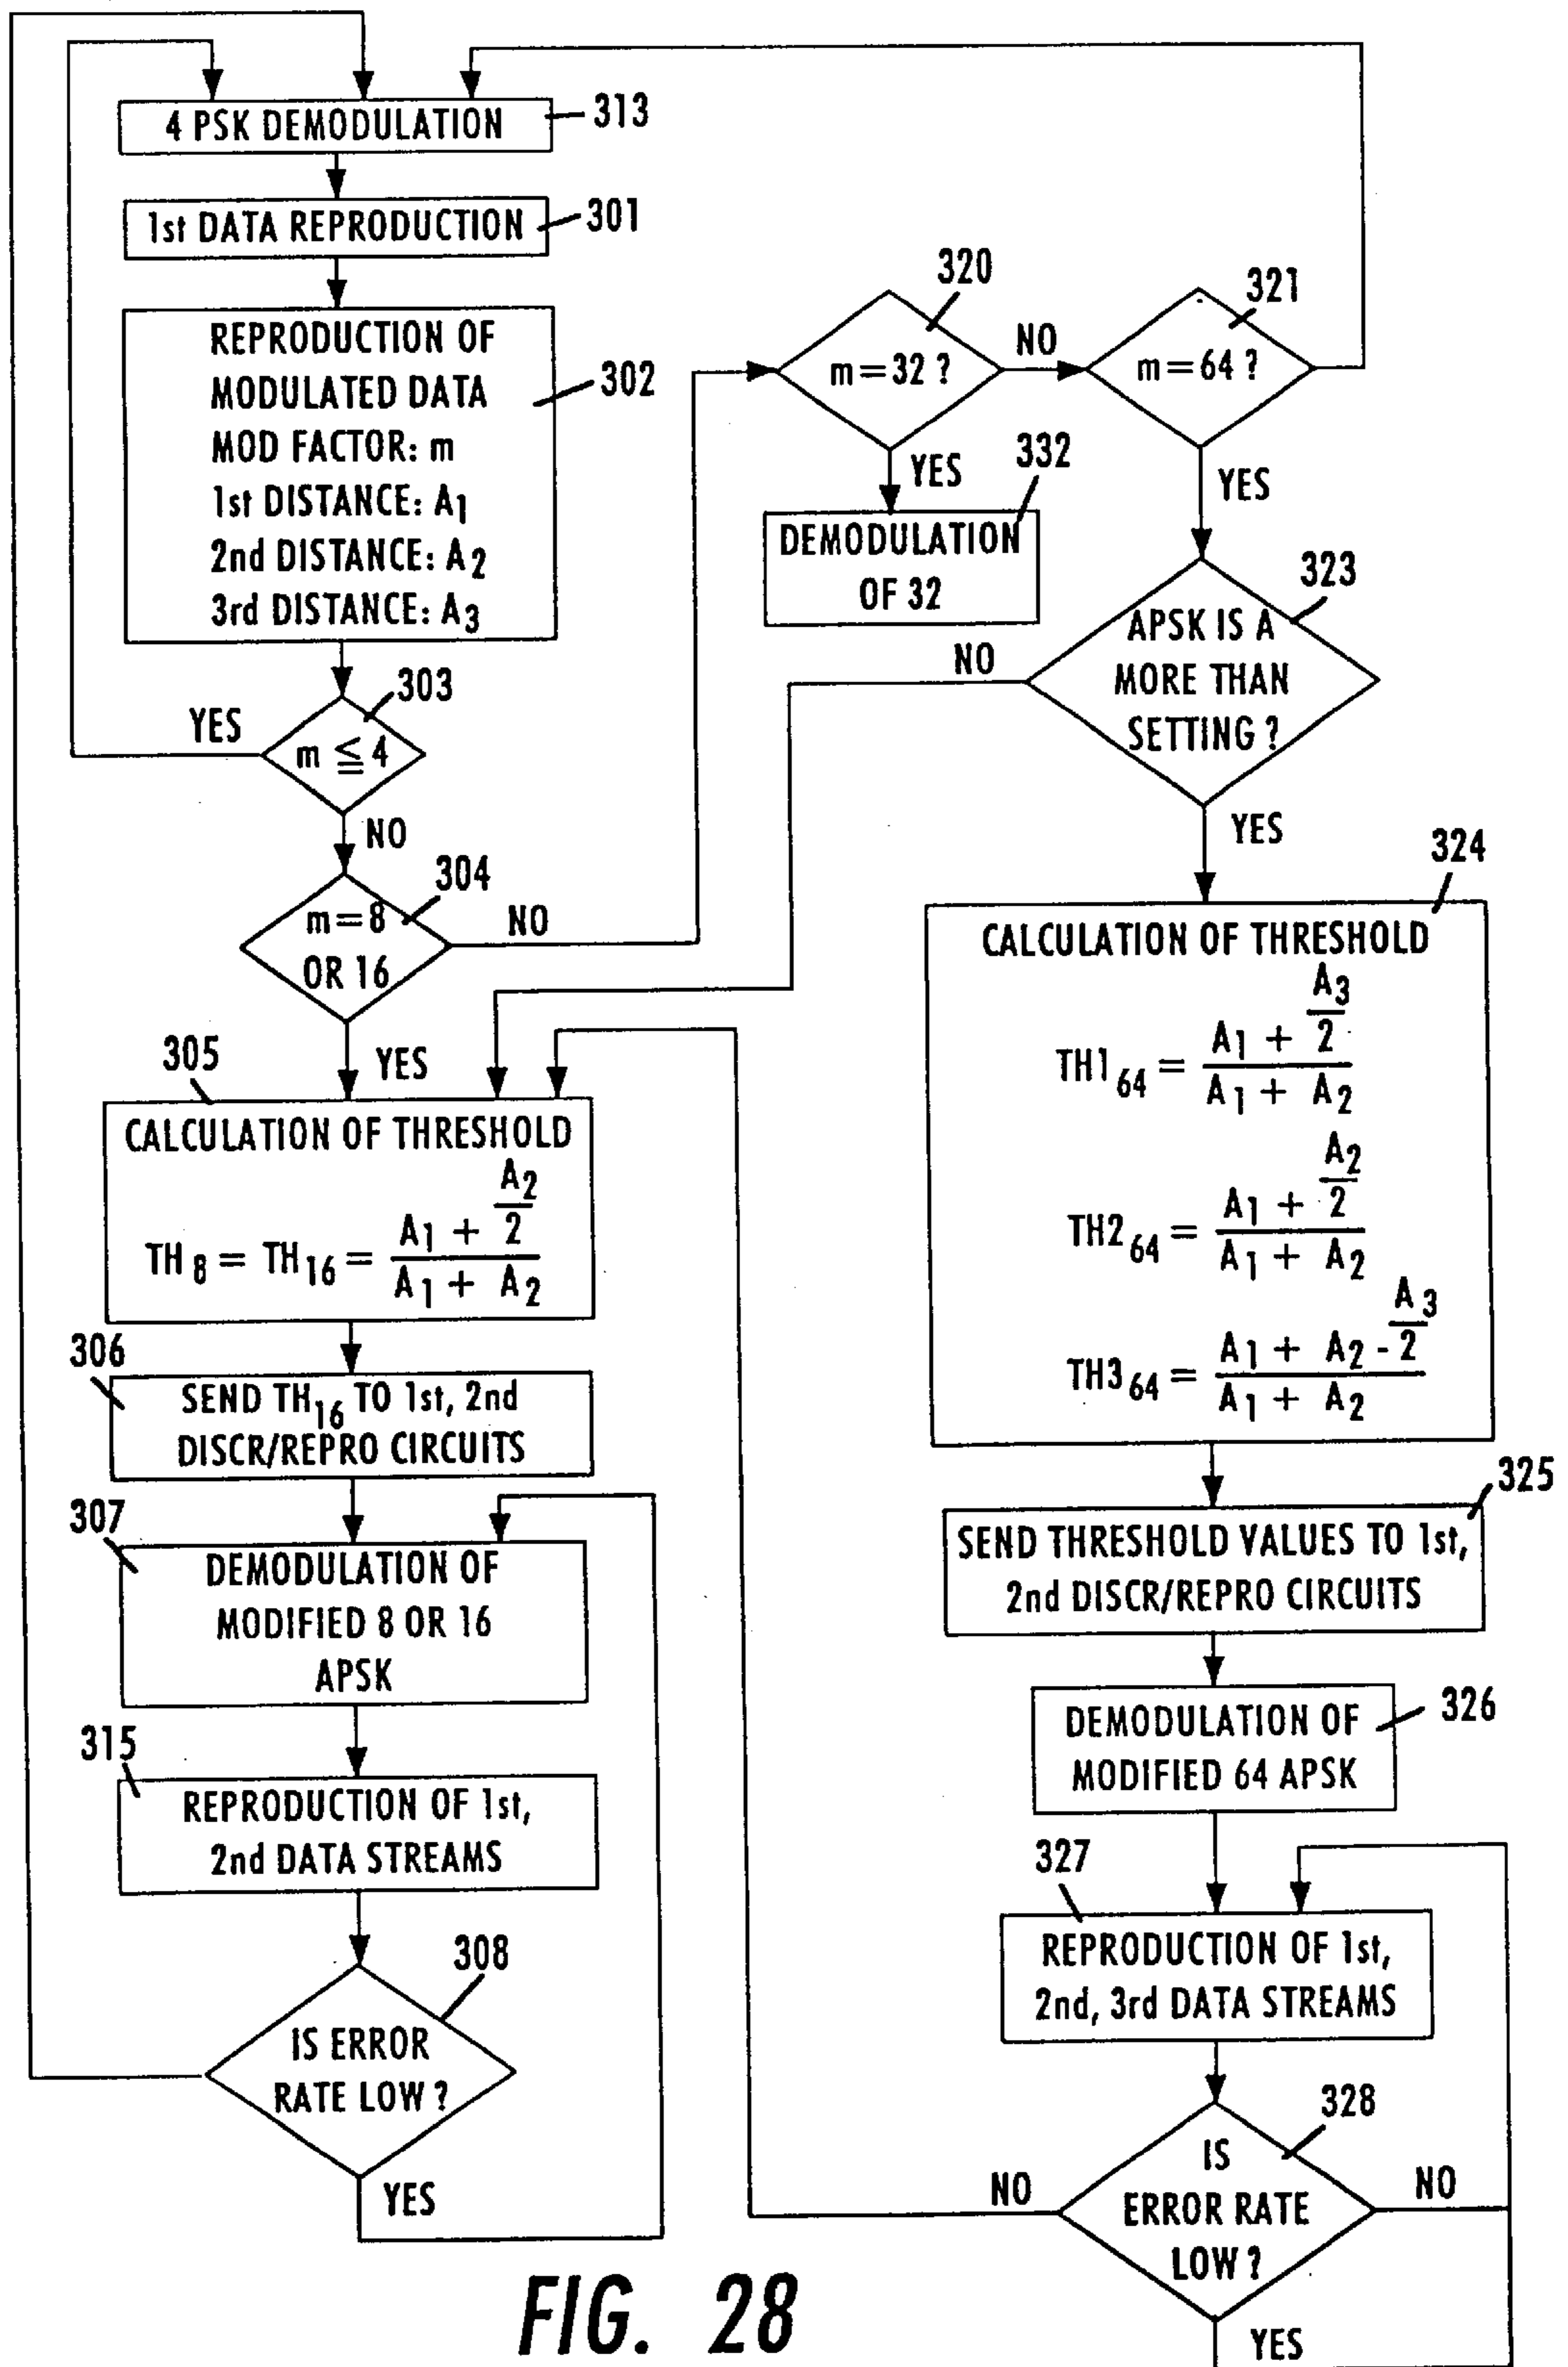 4 PSK DEMODULATION
313
1st DATA REPRODUCTION
301
REPRODUCTION OF
MODULATED DATA
MOD FACTOR: m
1st DISTANCE: A1
2nd DISTANCE: A2
3rd DISTANCE: A3
302
303
m ≦ 4
YES
NO
304
m=8
OR 16
NO
YES
305
CALCULATION OF THRESHOLD
TH8 = TH16 = (A1 + A2/2) / (A1 + A2)
306
SEND TH16 TO 1st, 2nd
DISCR/REPRO CIRCUITS
307
DEMODULATION OF
MODIFIED 8 OR 16
APSK
315
REPRODUCTION OF 1st,
2nd DATA STREAMS
308
IS ERROR
RATE LOW ?
YES
320
m=32 ?
NO
YES
332
DEMODULATION
OF 32
321
m=64 ?
YES
323
APSK IS A
MORE THAN
SETTING ?
NO
YES
324
CALCULATION OF THRESHOLD
TH1 64 = (A1 + A3/2) / (A1 + A2)
TH2 64 = (A1 + A2/2) / (A1 + A2)
TH3 64 = (A1 + A2 - A3/2) / (A1 + A2)
325
SEND THRESHOLD VALUES TO 1st,
2nd DISCR/REPRO CIRCUITS
326
DEMODULATION OF
MODIFIED 64 APSK
327
REPRODUCTION OF 1st,
2nd, 3rd DATA STREAMS
328
IS
ERROR RATE
LOW ?
NO
NO
YES
FIG. 28